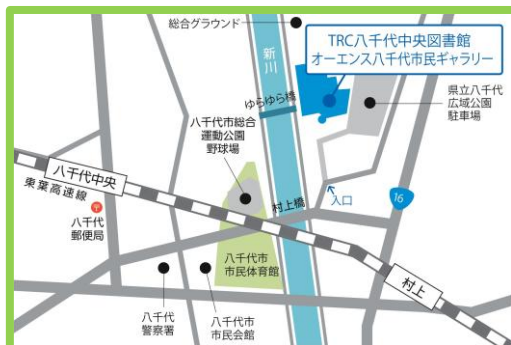 総合グラウンド
TRC八千代中央図書館
オーエンス八千代市民ギャラリー
新川
ゆらゆら橋
県立八千代
広域公園
駐車場
八千代市総合
運動公園
野球場
八千代中央
東葉高速線
〒
八千代
郵便局
村上橋
入口
16
八千代市
市民体育館
村上
八千代
警察署
八千代市
市民会館